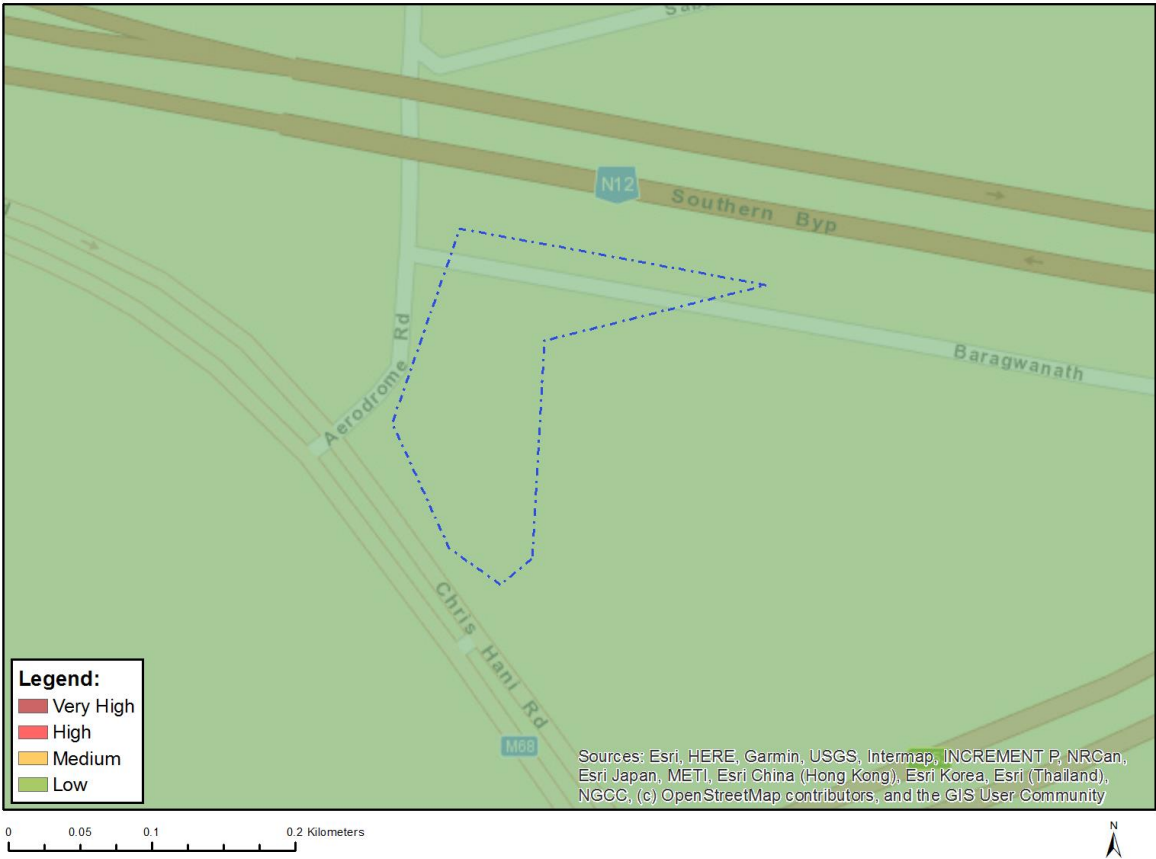 N12
Southern Byp
Aerodrome Rd
Baragwanath
Chris Hani Rd
M68
Legend:
Very High
High
Medium
Low
Sources: Esri, HERE, Garmin, USGS, Intermap, INCREMENT P, NRCan,
Esri Japan, METI, Esri China (Hong Kong), Esri Korea, Esri (Thailand),
NGCC, (c) OpenStreetMap contributors, and the GIS User Community
0 0.05 0.1 0.2 Kilometers
N